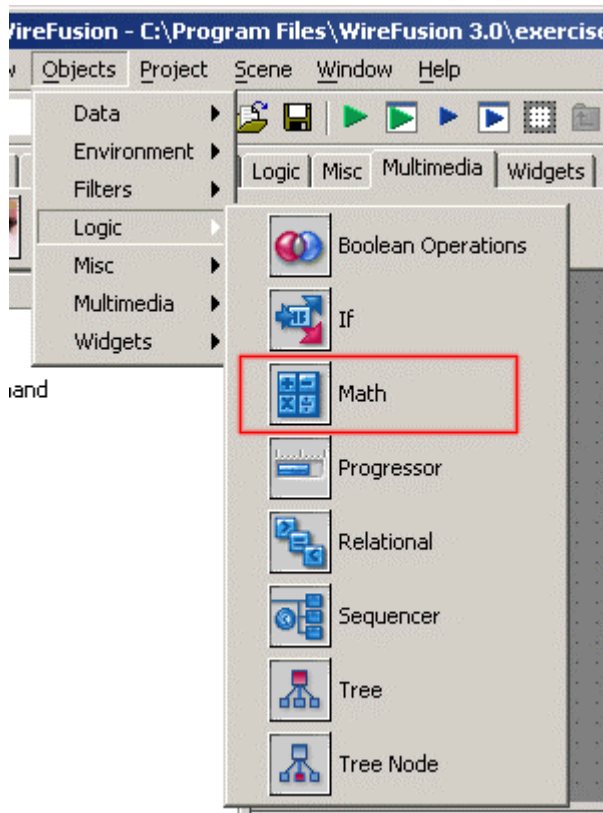 WireFusion - C:\Program Files\WireFusion 3.0\exercise
Objects Project Scene Window Help
Data
Environment
Logic Misc Multimedia Widgets
Filters
Logic
Boolean Operations
Misc
Multimedia
If
Widgets
Math
Progressor
Relational
Sequencer
Tree
Tree Node